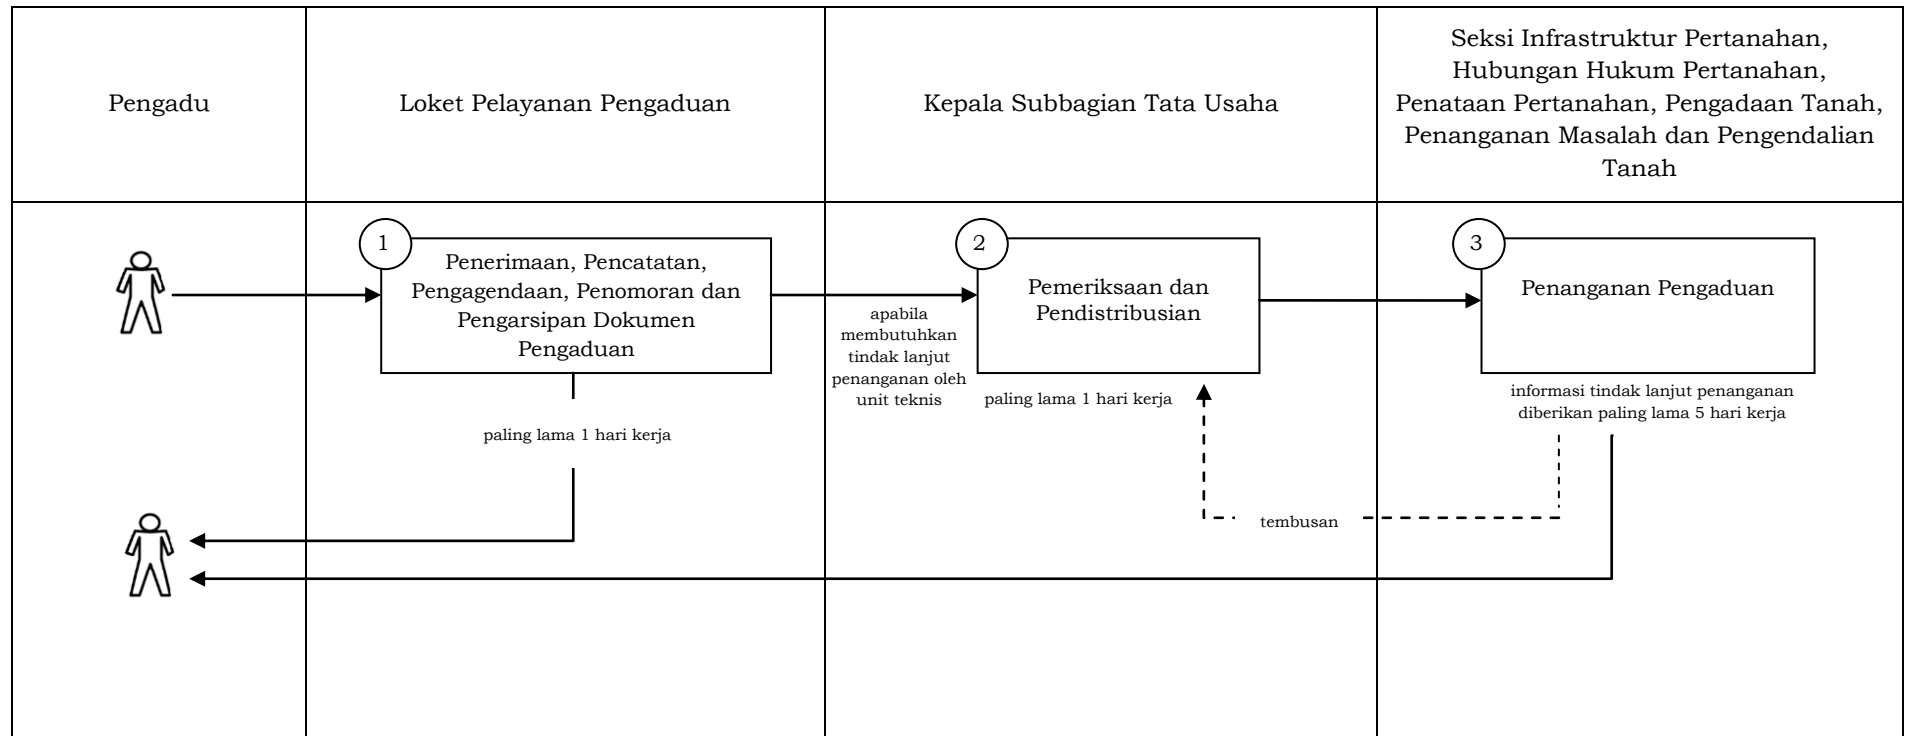 Pengadu
Loket Pelayanan Pengaduan
Kepala Subbagian Tata Usaha
Seksi Infrastruktur Pertanahan,
Hubungan Hukum Pertanahan,
Penataan Pertanahan, Pengadaan Tanah,
Penanganan Masalah dan Pengendalian
Tanah
1
Penerimaan, Pencatatan,
Pengagendaan, Penomoran dan
Pengarsipan Dokumen
Pengaduan
paling lama 1 hari kerja
apabila
membutuhkan
tindak lanjut
penanganan oleh
unit teknis
2
Pemeriksaan dan
Pendistribusian
paling lama 1 hari kerja
3
Penanganan Pengaduan
informasi tindak lanjut penanganan
diberikan paling lama 5 hari kerja
tembusan